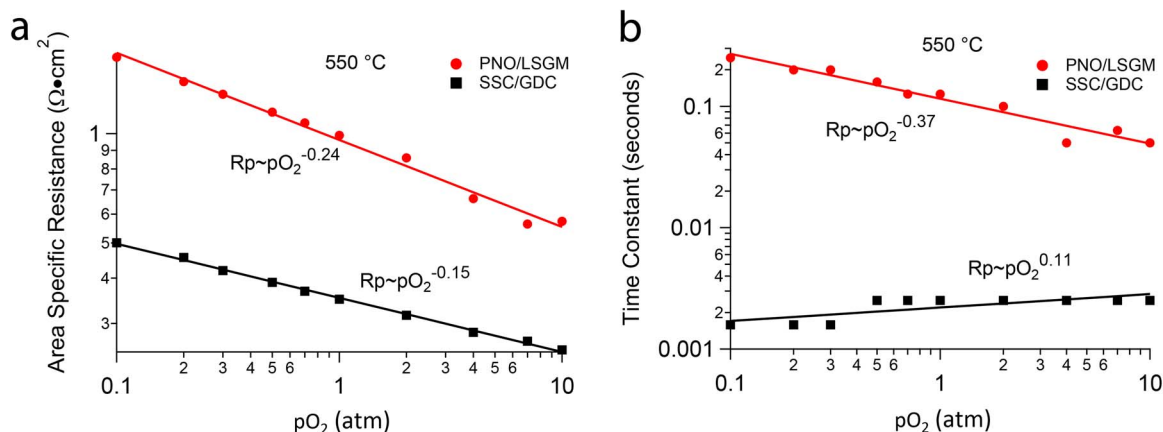 a
550 °C
PNO/LSGM
SSC/GDC
Area Specific Resistance (Ω•cm²)
1
8
7
6
5
4
3
Rp~pO₂⁻⁰·²⁴
Rp~pO₂⁻⁰·¹⁵
0.1 2 3 4 5 6 1 2 3 4 5 6 10
pO₂ (atm)
b
550 °C
PNO/LSGM
SSC/GDC
Time Constant (seconds)
2
0.1
8
6
4
2
0.01
8
6
4
2
0.001
Rp~pO₂⁻⁰·³⁷
Rp~pO₂⁰·¹¹
0.1 2 3 4 5 6 1 2 3 4 5 6 10
pO₂ (atm)